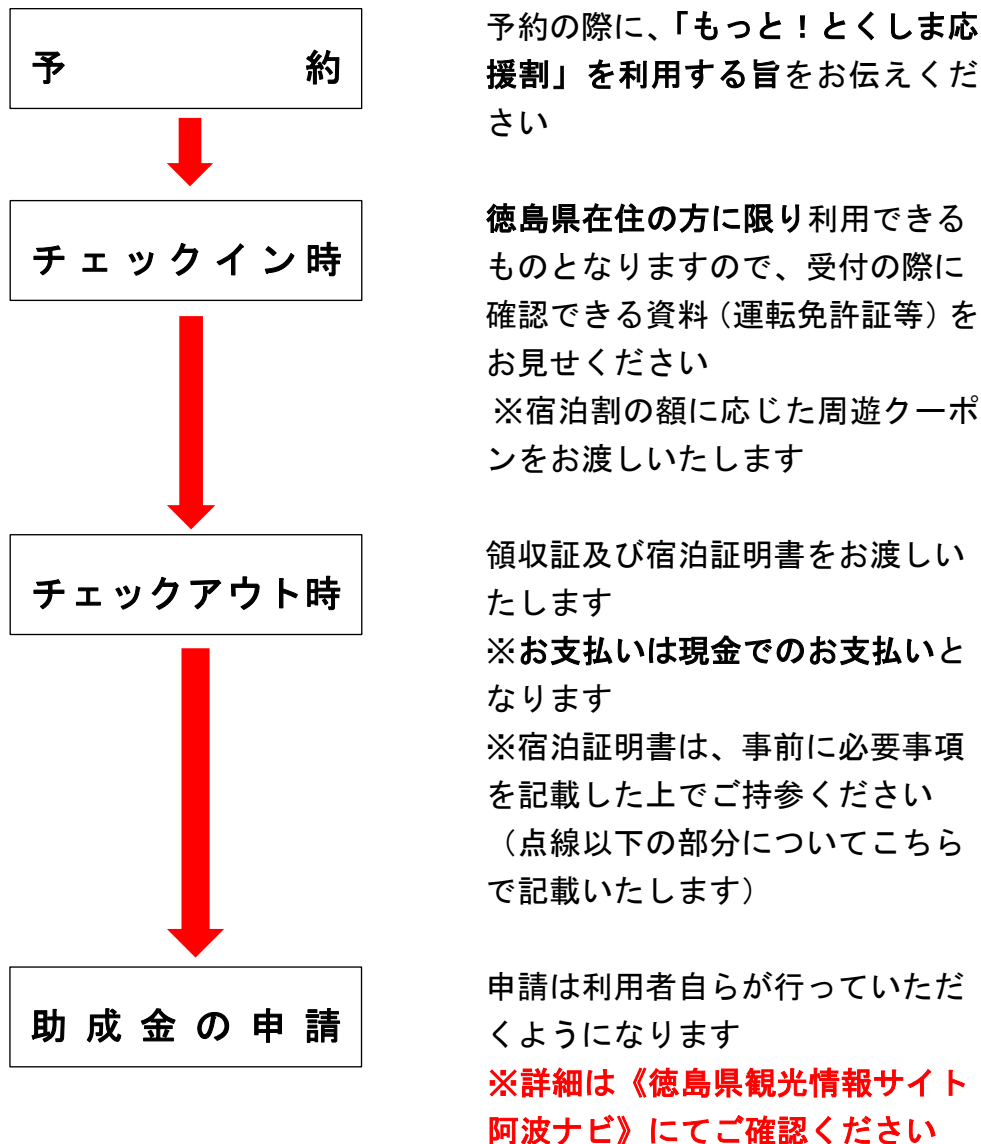 予約
予約の際に、「もっと！とくしま応
援割」を利用する旨をお伝えくだ
さい
チェックイン時
徳島県在住の方に限り利用できる
ものとなりますので、受付の際に
確認できる資料（運転免許証等）を
お見せください
※宿泊割の額に応じた周遊クーポ
ンをお渡しいたします
チェックアウト時
領収証及び宿泊証明書をお渡しい
たします
※お支払いは現金でのお支払いと
なります
※宿泊証明書は、事前に必要事項
を記載した上でご持参ください
（点線以下の部分についてこちら
で記載いたします）
助成金の申請
申請は利用者自らが行っていただ
くようになります
※詳細は《徳島県観光情報サイト
阿波ナビ》にてご確認ください